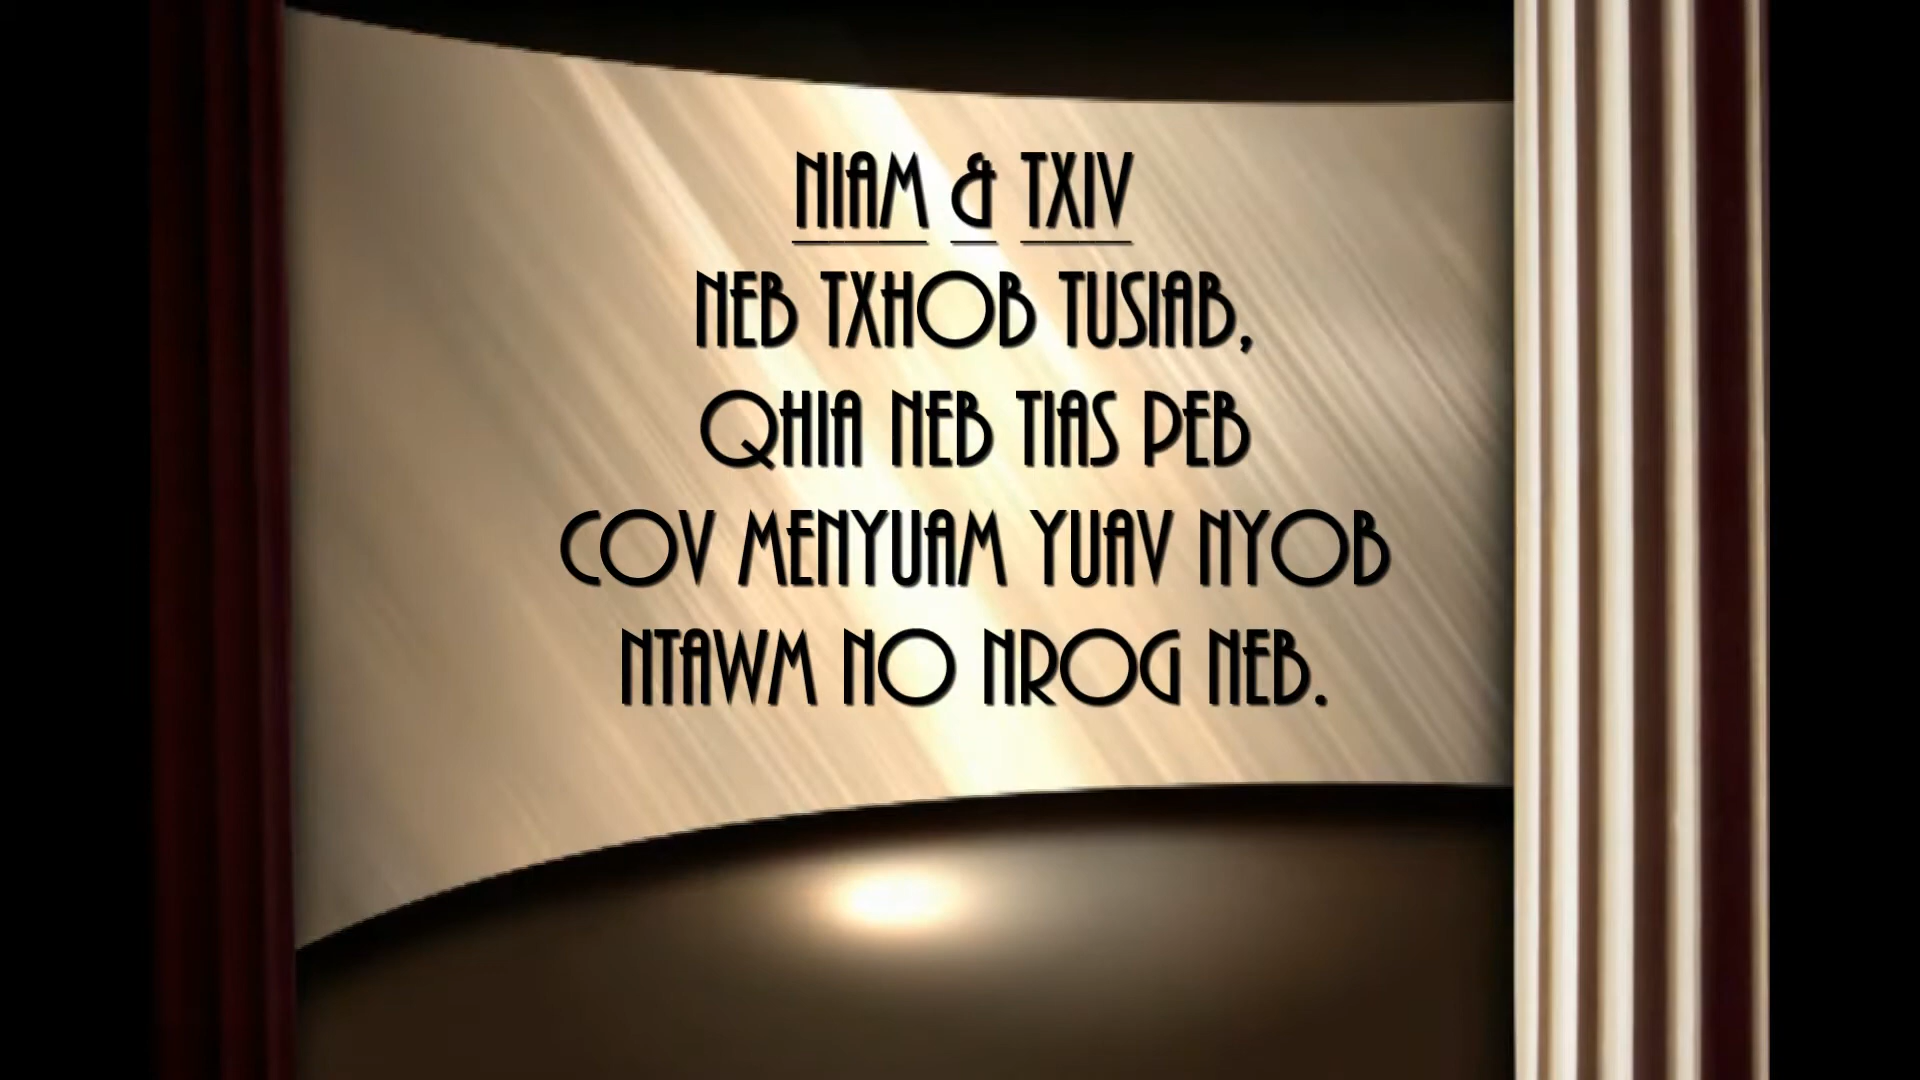 NIAM & TXIV
NEB TXHOB TUSIAB,
QHIA NEB TIAS PEB
COV MENYUAM YUAV NYOB
NTAWM NO NROG NEB.